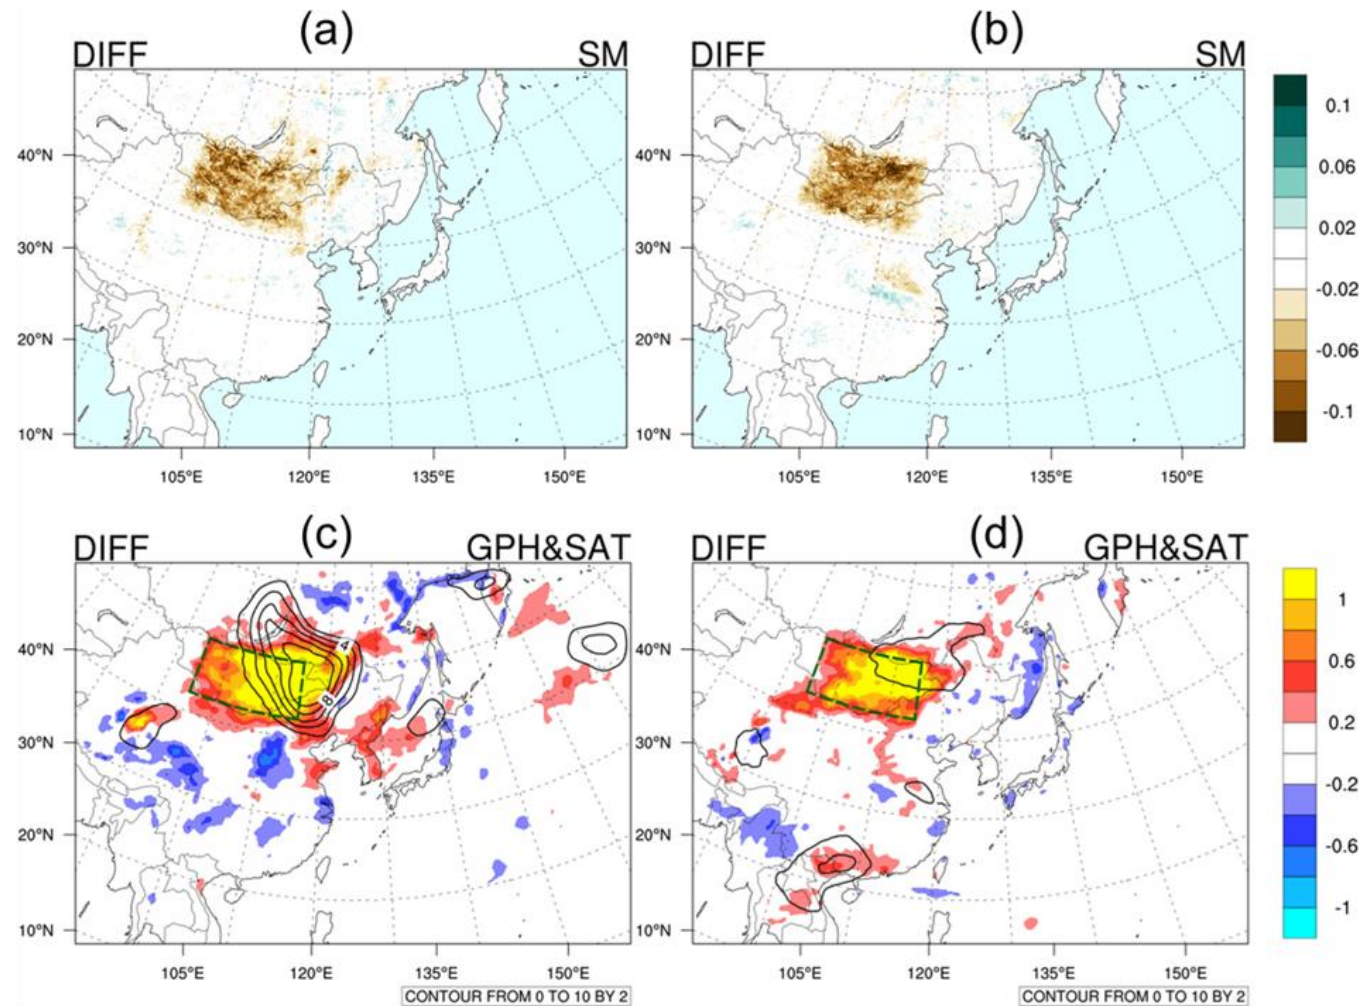 (a)
(b)
DIFF SM
DIFF SM
40°N
30°N
20°N
10°N
105°E 120°E 135°E 150°E
40°N
30°N
20°N
10°N
105°E 120°E 135°E 150°E
0.1
0.06
0.02
-0.02
-0.06
-0.1
(c)
(d)
DIFF GPH&SAT
DIFF GPH&SAT
4
8
40°N
30°N
20°N
10°N
105°E 120°E 135°E 150°E
CONTOUR FROM 0 TO 10 BY 2
40°N
30°N
20°N
10°N
105°E 120°E 135°E 150°E
CONTOUR FROM 0 TO 10 BY 2
1
0.6
0.2
-0.2
-0.6
-1